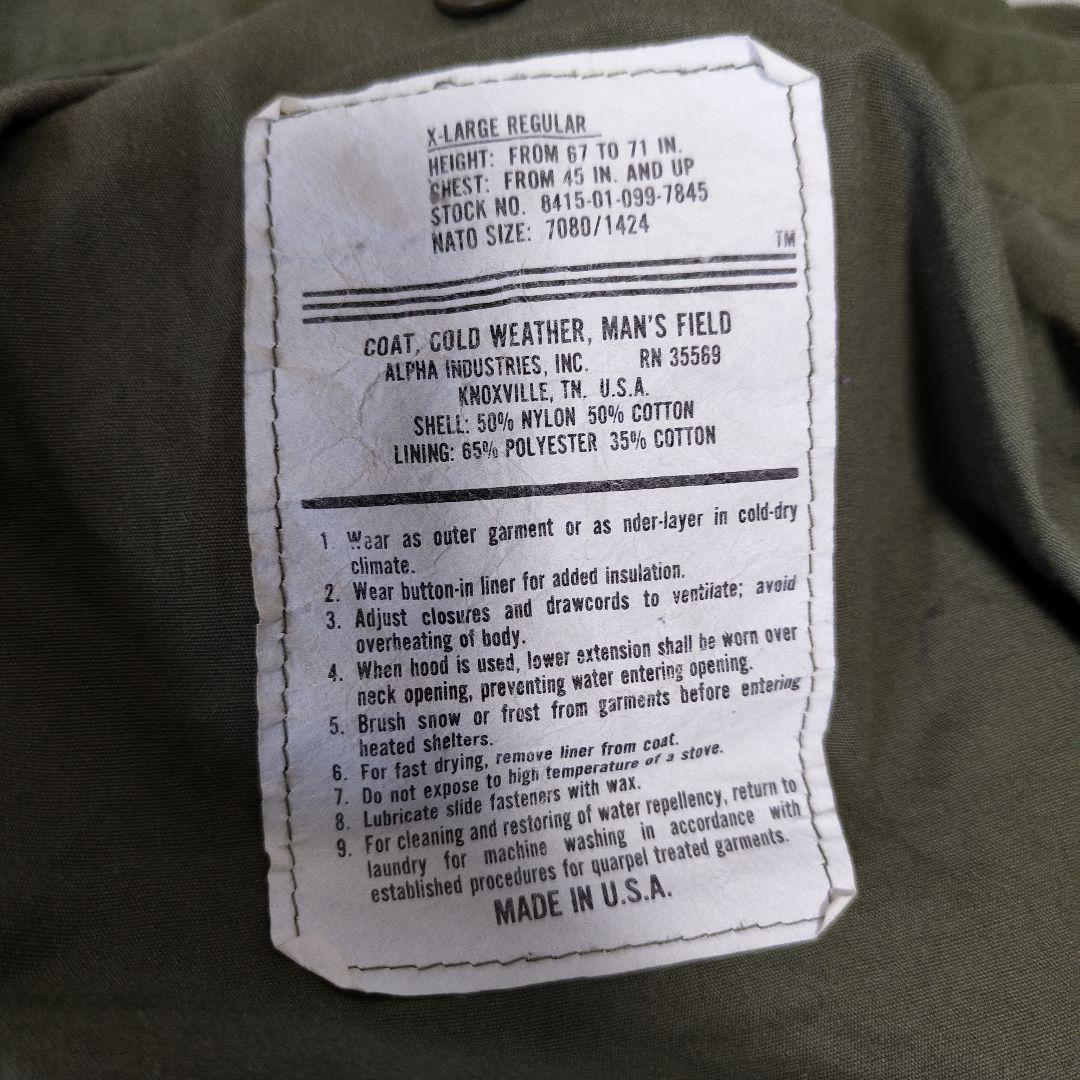 X-LARGE REGULAR
HEIGHT: FROM 67 TO 71 IN.
CHEST: FROM 45 IN. AND UP
STOCK NO. 8415-01-099-7845
NATO SIZE: 7080/1424
TM
COAT, COLD WEATHER, MAN'S FIELD
ALPHA INDUSTRIES, INC. RN 35569
KNOXVILLE, TN. U.S.A.
SHELL: 50% NYLON 50% COTTON
LINING: 65% POLYESTER 35% COTTON
1. Wear as outer garment or as nder-layer in cold-dry
climate.
2. Wear button-in liner for added insulation.
3. Adjust closures and drawcords to ventilate; avoid
overheating of body.
4. When hood is used, lower extension shall be worn over
neck opening, preventing water entering opening.
5. Brush snow or frost from garments before entering
heated shelters.
6. For fast drying, remove liner from coat.
7. Do not expose to high temperature of a stove.
8. Lubricate slide fasteners with wax.
9. For cleaning and restoring of water repellency, return to
laundry for machine washing in accordance with
established procedures for quarpel treated garments.
MADE IN U.S.A.